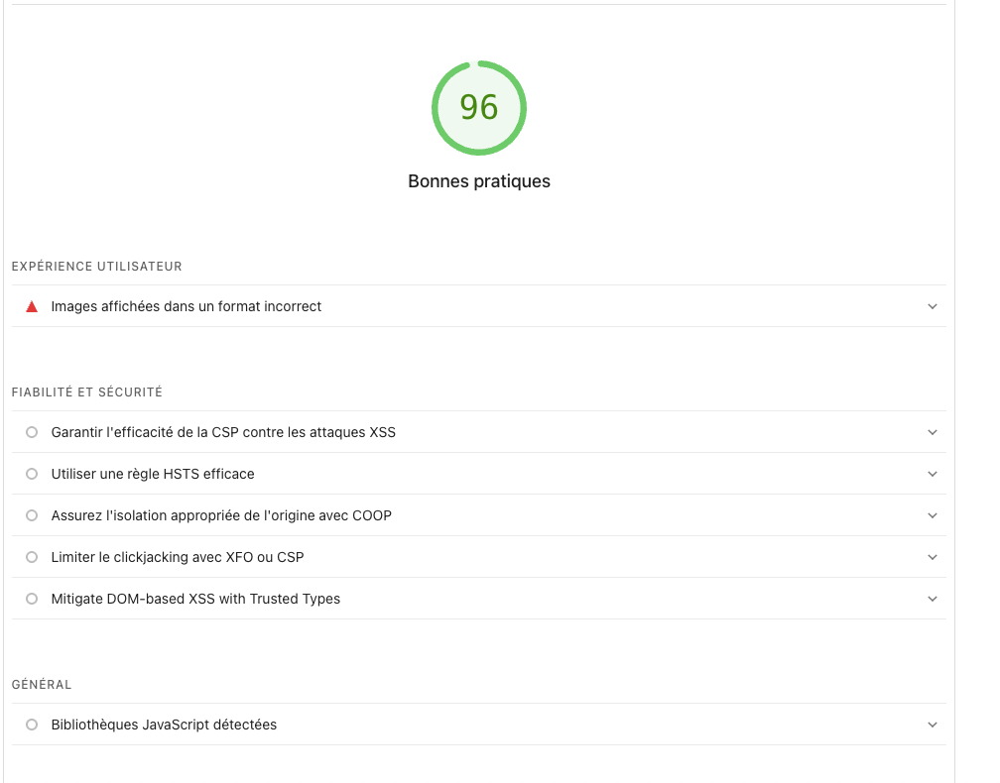 96
Bonnes pratiques
EXPÉRIENCE UTILISATEUR
Images affichées dans un format incorrect
FIABILITÉ ET SÉCURITÉ
Garantir l'efficacité de la CSP contre les attaques XSS
Utiliser une règle HSTS efficace
Assurez l'isolation appropriée de l'origine avec COOP
Limiter le clickjacking avec XFO ou CSP
Mitigate DOM-based XSS with Trusted Types
GÉNÉRAL
Bibliothèques JavaScript détectées